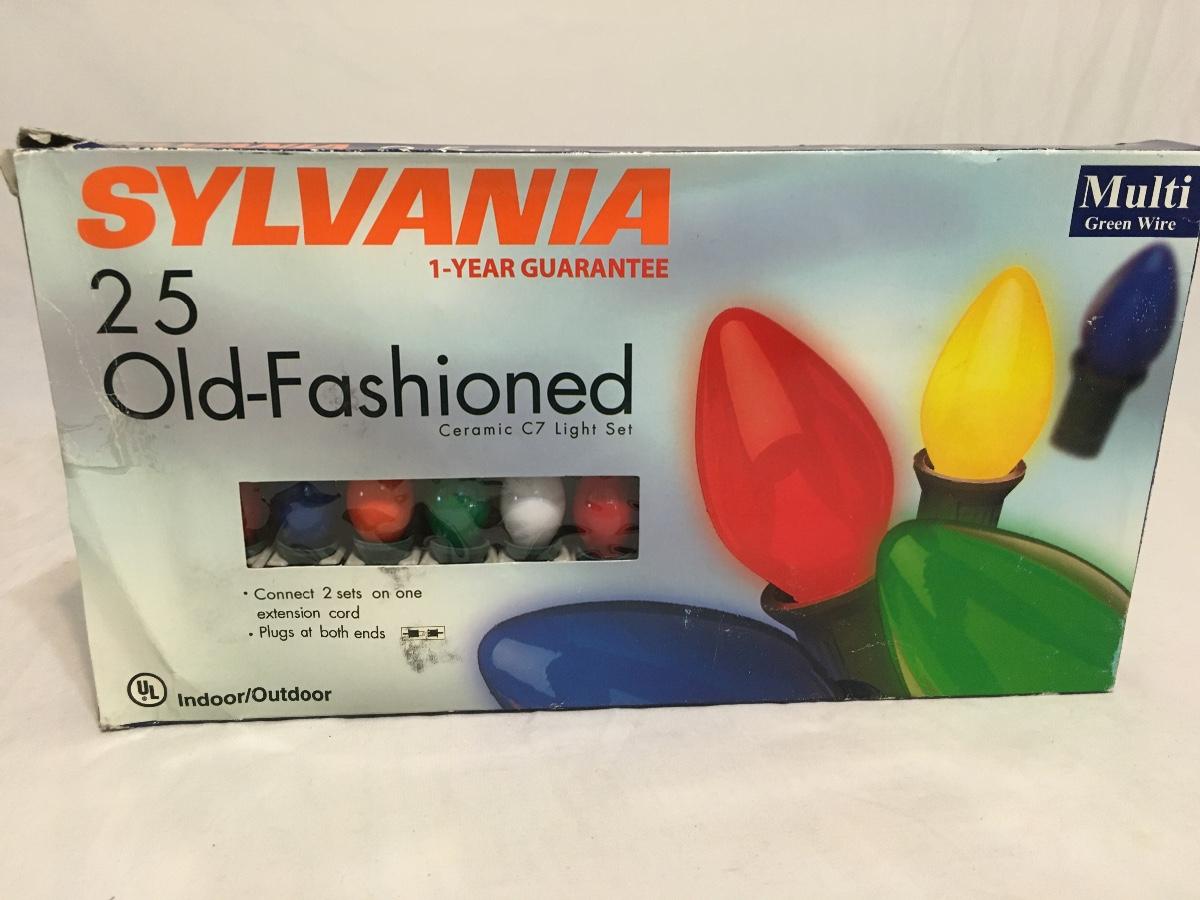 SYLVANIA
1-YEAR GUARANTEE
25
Old-Fashioned
Ceramic C7 Light Set
Multi
Green Wire
• Connect 2 sets on one
extension cord
• Plugs at both ends
UL
Indoor/Outdoor